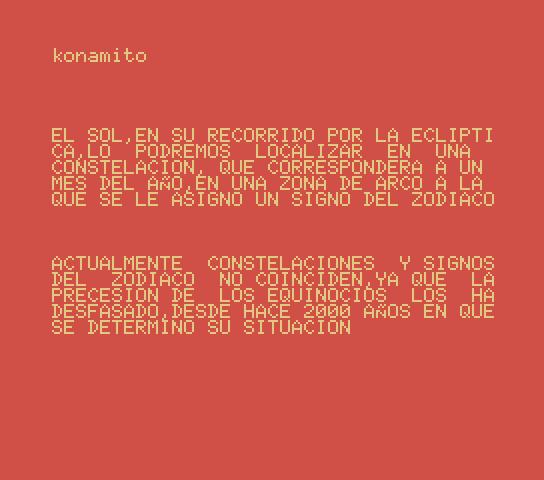 konamito
EL SOL,EN SU RECORRIDO POR LA ECLIPTI
CA,LO  PODREMOS  LOCALIZAR  EN  UNA
CONSTELACION, QUE CORRESPONDERA A UN
MES DEL AñO,EN UNA ZONA DE ARCO A LA
QUE SE LE ASIGNO UN SIGNO DEL ZODIACO
ACTUALMENTE  CONSTELACIONES  Y SIGNOS
DEL  ZODIACO  NO COINCIDEN,YA QUE  LA
PRECESION DE  LOS EQUINOCIOS  LOS  HA
DESFASADO,DESDE HACE 2000 AñOS EN QUE
SE DETERMINO SU SITUACION